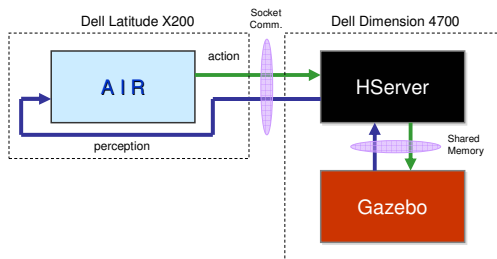 Dell Latitude X200
Socket
Comm.
Dell Dimension 4700
action
AIR
HServer
perception
Shared
Memory
Gazebo